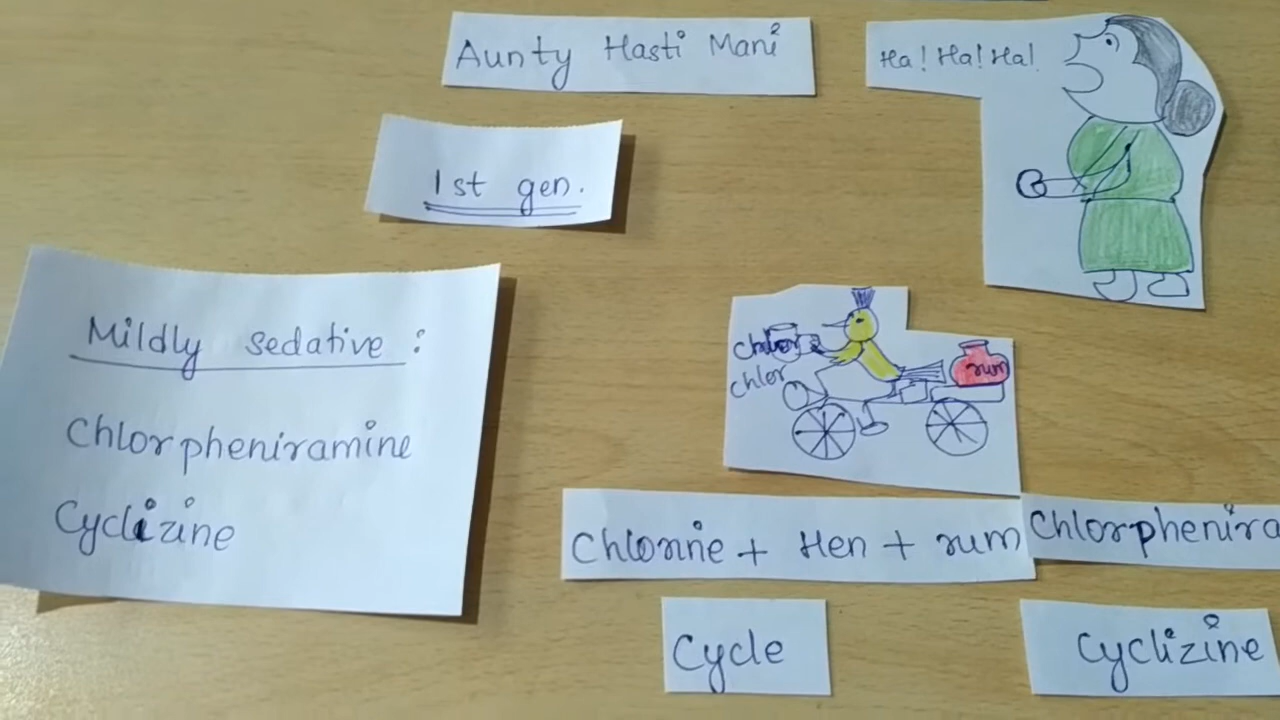 Aunty Hasti Mani
Ha! Ha! Ha!
1st gen.
Mildly sedative :
Chlorpheniramine
Cyclizine
chlor
rum
Chlorine + Hen + rum
Chlorphenira
Cycle
Cyclizine